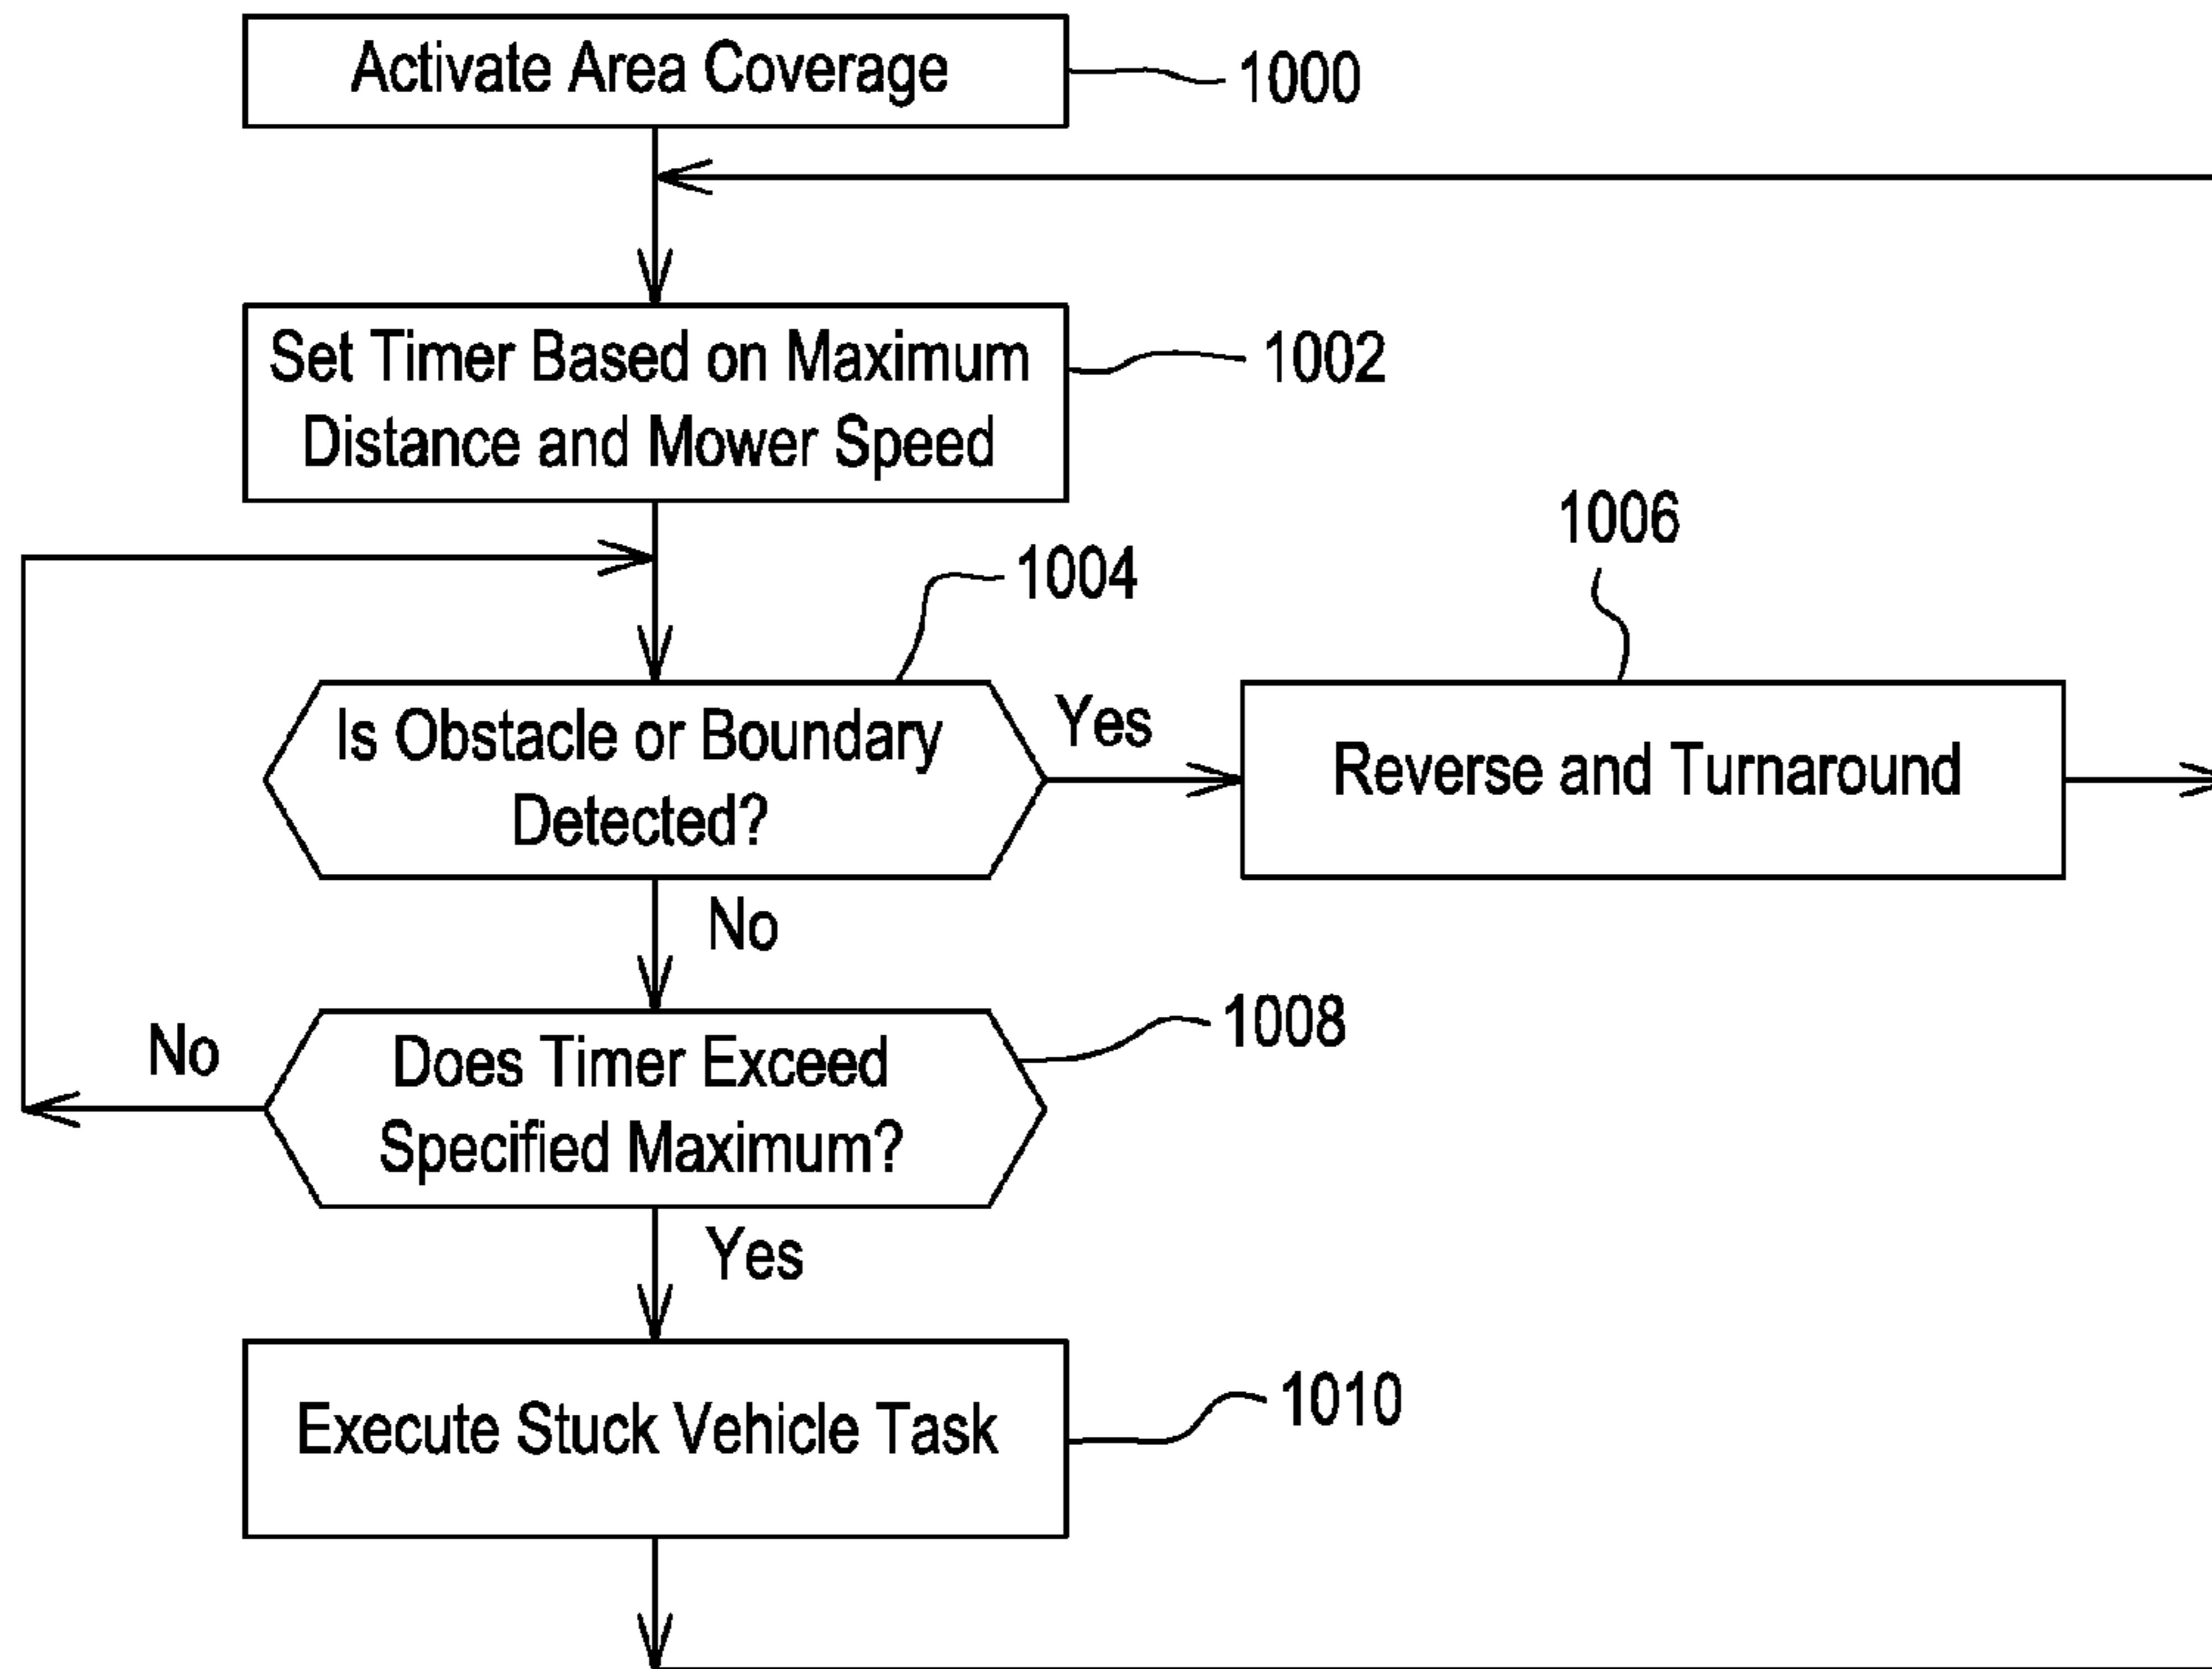 Activate Area Coverage
1000
Set Timer Based on Maximum
Distance and Mower Speed
1002
1004
1006
Is Obstacle or Boundary
Detected?
Yes
Reverse and Turnaround
No
No
Does Timer Exceed
Specified Maximum?
1008
Yes
Execute Stuck Vehicle Task
1010